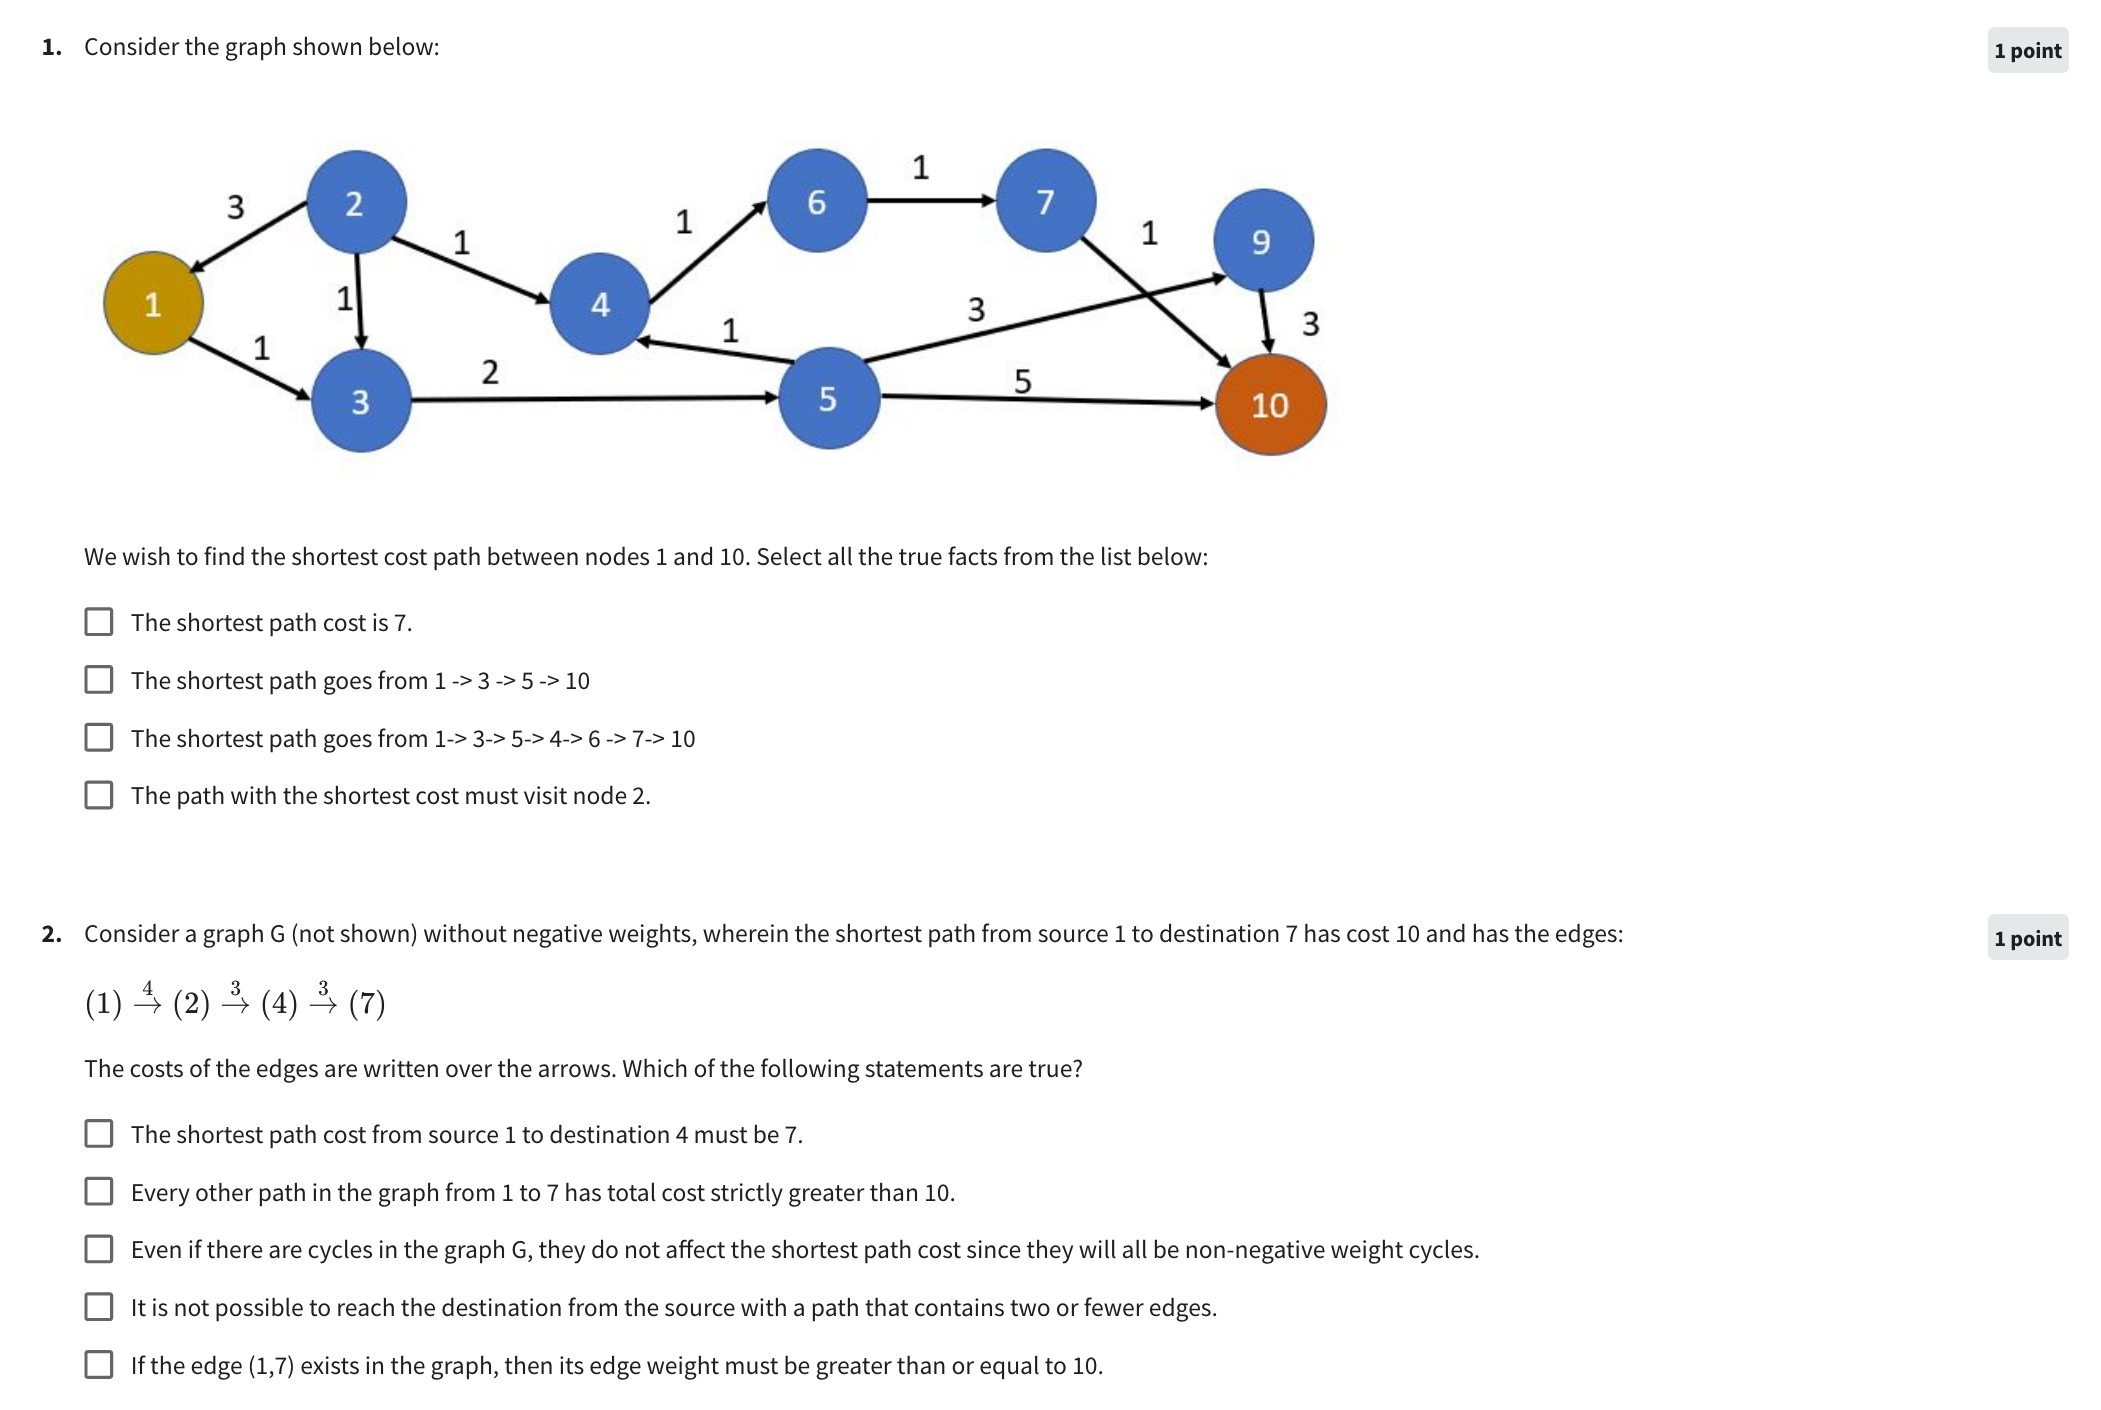 1. Consider the graph shown below:
1 point
3
2
1
6
1
7
1
9
1
1
4
1
1
3
3
1
2
3
5
5
10
We wish to find the shortest cost path between nodes 1 and 10. Select all the true facts from the list below:
The shortest path cost is 7.
The shortest path goes from 1 -> 3 -> 5 -> 10
The shortest path goes from 1-> 3-> 5-> 4-> 6 -> 7-> 10
The path with the shortest cost must visit node 2.
2. Consider a graph G (not shown) without negative weights, wherein the shortest path from source 1 to destination 7 has cost 10 and has the edges:
1 point
(1) 4→ (2) 3→ (4) 3→ (7)
The costs of the edges are written over the arrows. Which of the following statements are true?
The shortest path cost from source 1 to destination 4 must be 7.
Every other path in the graph from 1 to 7 has total cost strictly greater than 10.
Even if there are cycles in the graph G, they do not affect the shortest path cost since they will all be non-negative weight cycles.
It is not possible to reach the destination from the source with a path that contains two or fewer edges.
If the edge (1,7) exists in the graph, then its edge weight must be greater than or equal to 10.